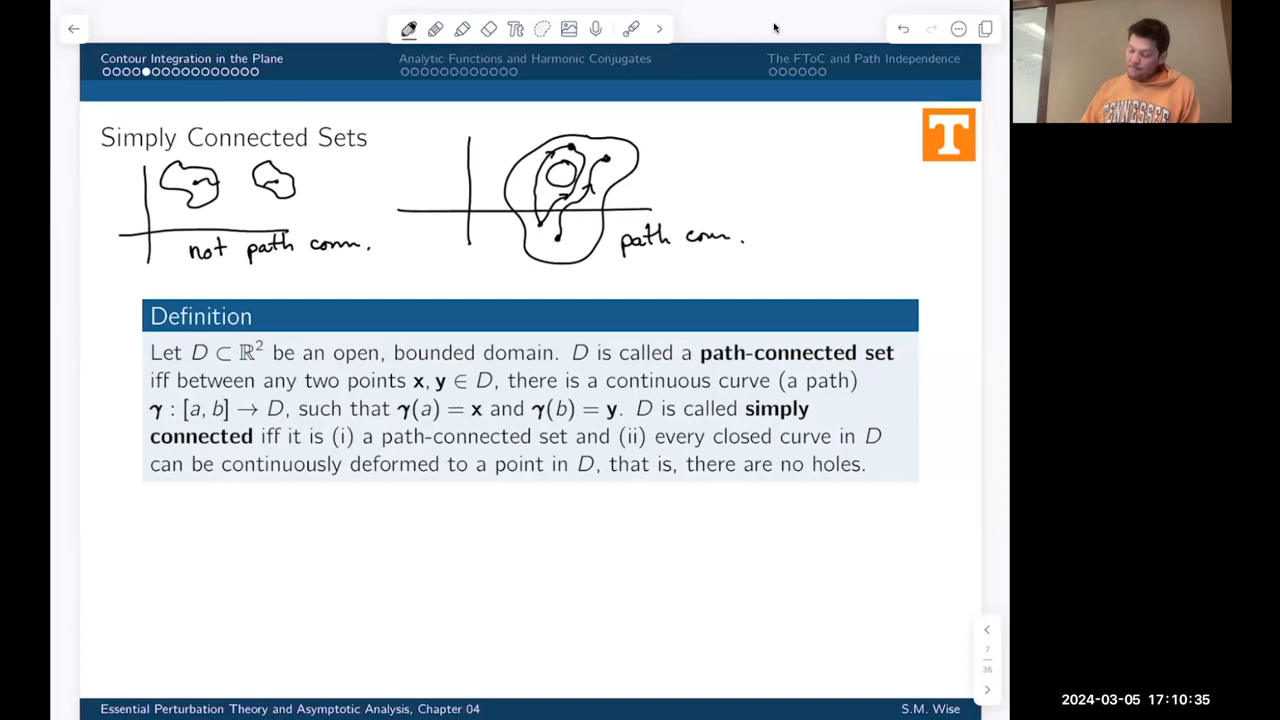 Contour Integration in the Plane
Analytic Functions and Harmonic Conjugates
The FToC and Path Independence
Simply Connected Sets
T
TENNESSEE
not path conn.
path conn.
Definition
Let D ⊂ ℝ² be an open, bounded domain. D is called a path-connected set
iff between any two points x, y ∈ D, there is a continuous curve (a path)
γ : [a, b] → D, such that γ(a) = x and γ(b) = y. D is called simply
connected iff it is (i) a path-connected set and (ii) every closed curve in D
can be continuously deformed to a point in D, that is, there are no holes.
7
36
Essential Perturbation Theory and Asymptotic Analysis, Chapter 04
S.M. Wise
2024-03-05 17:10:35